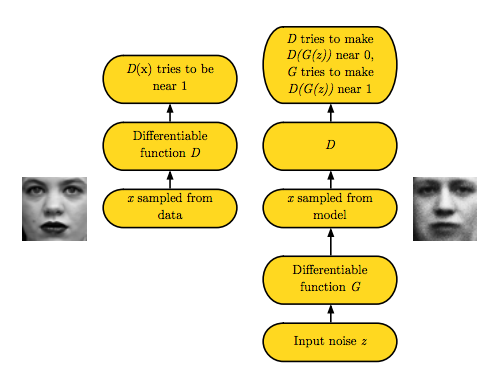 D(x) tries to be
near 1
Differentiable
function D
x sampled from
data
D tries to make
D(G(z)) near 0,
G tries to make
D(G(z)) near 1
D
x sampled from
model
Differentiable
function G
Input noise z